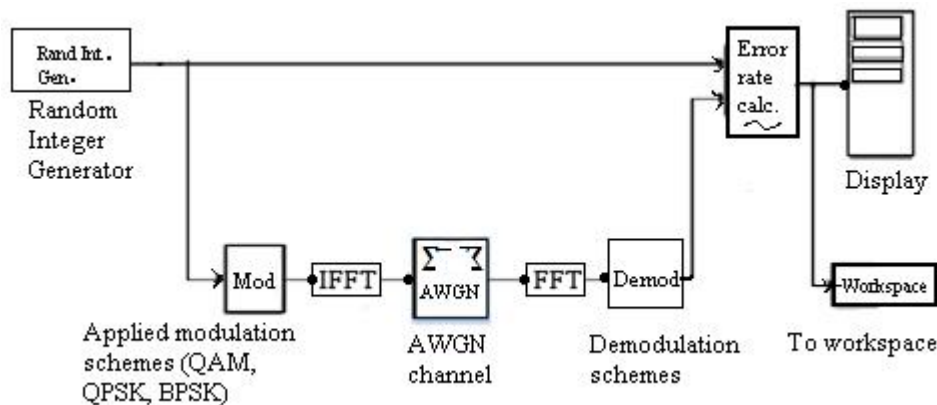 Rand Int.
Gen.
Random
Integer
Generator
Error
rate
calc.
Display
Mod
IFFT
AWGN
FFT
Demod
Workspace
Applied modulation
schemes (QAM,
QPSK, BPSK)
AWGN
channel
Demodulation
schemes
To workspace